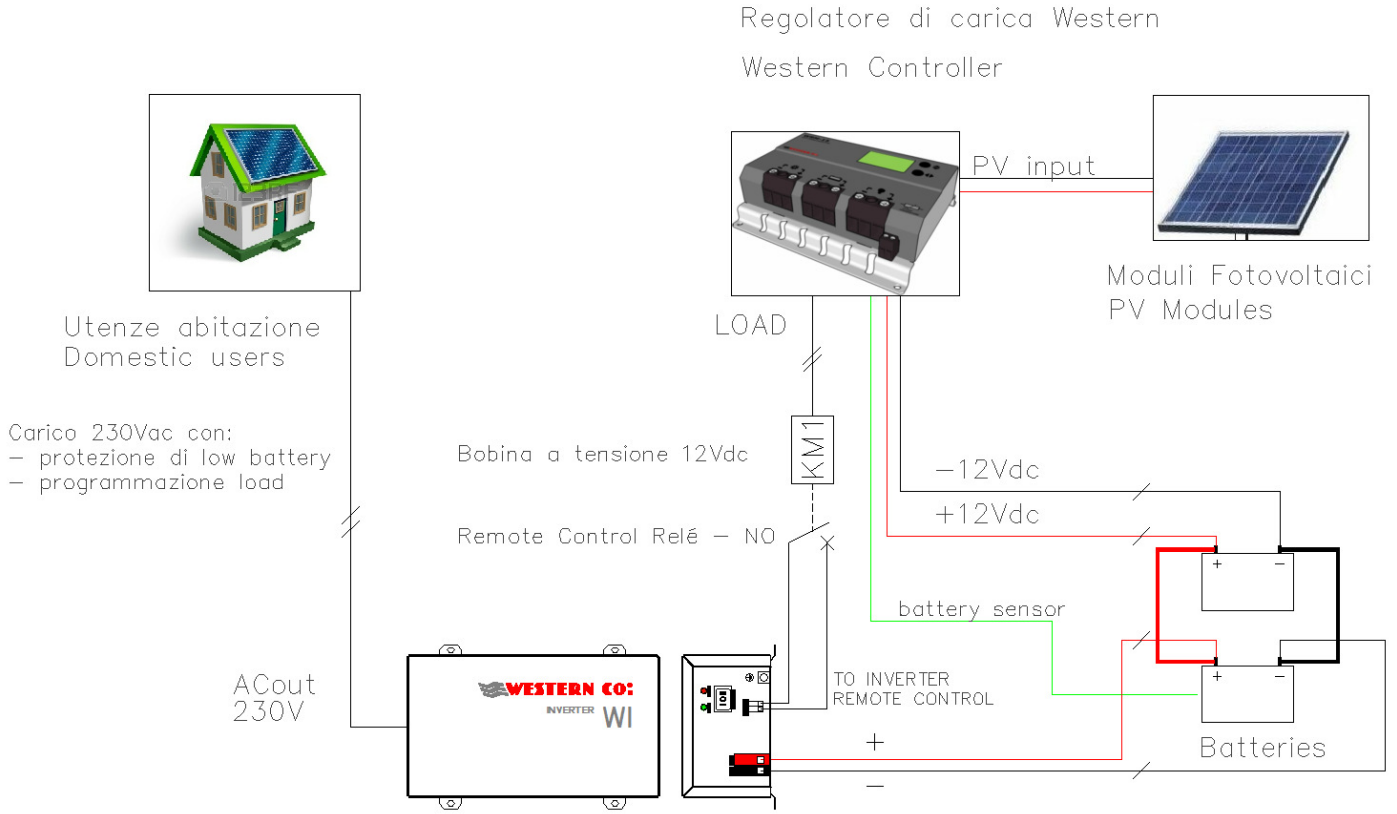 Regolatore di carica Western
Western Controller
PV input
Moduli Fotovoltaici
PV Modules
Utenze abitazione
Domestic users
LOAD
Carico 230Vac con:
– protezione di low battery
– programmazione load
Bobina a tensione 12Vdc
KM1
Remote Control Relé – NO
–12Vdc
+12Vdc
+ –
battery sensor
+ –
Batteries
ACout
230V
WESTERN CO:
INVERTER WI
TO INVERTER
REMOTE CONTROL
+
–